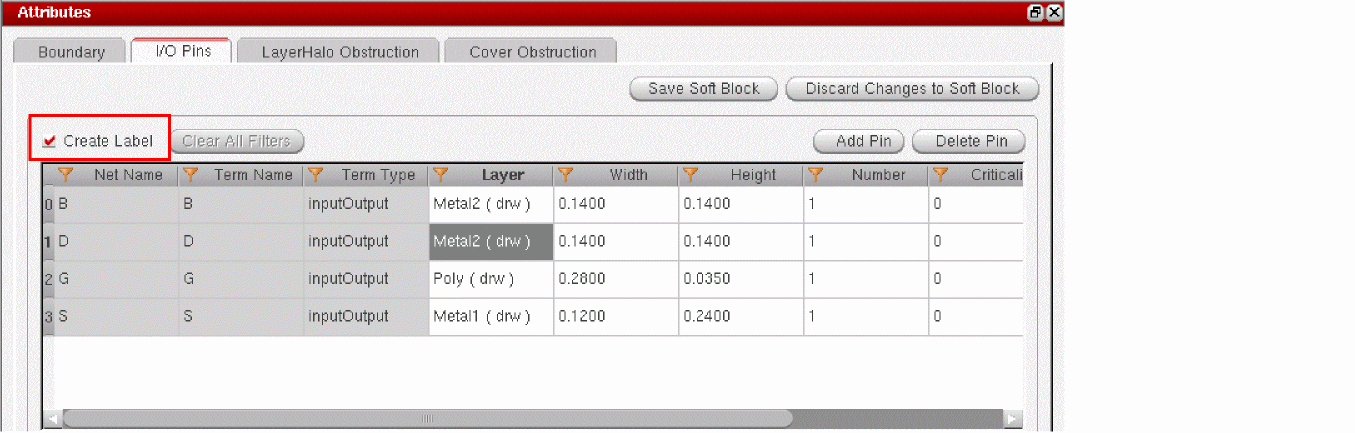 Attributes
Boundary I/O Pins LayerHalo Obstruction Cover Obstruction
Save Soft Block Discard Changes to Soft Block
Create Label Clear All Filters Add Pin Delete Pin
Net Name Term Name Term Type Layer Width Height Number Criticali
0 B B inputOutput Metal2 ( drw ) 0.1400 0.1400 1 0
1 D D inputOutput Metal2 ( drw ) 0.1400 0.1400 1 0
2 G G inputOutput Poly ( drw ) 0.2800 0.0350 1 0
3 S S inputOutput Metal1 ( drw ) 0.1200 0.2400 1 0